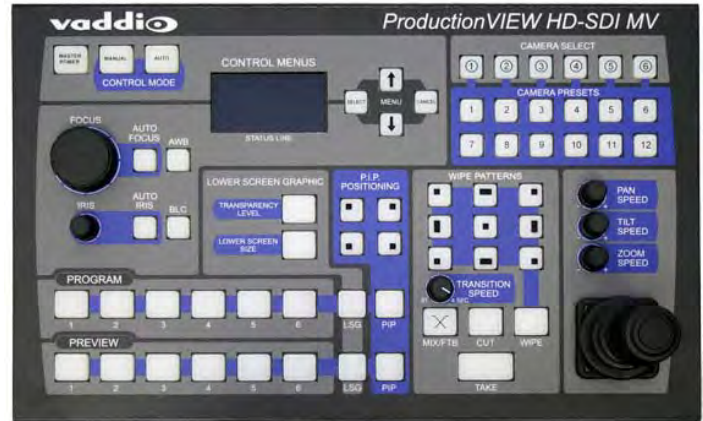 vaddio
ProductionVIEW HD-SDI MV
MASTER POWER
MANUAL
AUTO
CONTROL MODE
CONTROL MENUS
STATUS LINE
SELECT
MENU
CANCEL
CAMERA SELECT
1 2 3 4 5 6
CAMERA PRESETS
1 2 3 4 5 6
7 8 9 10 11 12
FOCUS
AUTO FOCUS
AWB
IRIS
AUTO IRIS
BLC
LOWER SCREEN GRAPHIC
TRANSPARENCY LEVEL
LOWER SCREEN SIZE
P.I.P. POSITIONING
WIPE PATTERNS
TRANSITION SPEED
SEC
PAN SPEED
TILT SPEED
ZOOM SPEED
PROGRAM
1 2 3 4 5 6 LSG PIP
MIX/FTB CUT WIPE
PREVIEW
1 2 3 4 5 6 LSG PIP
TAKE